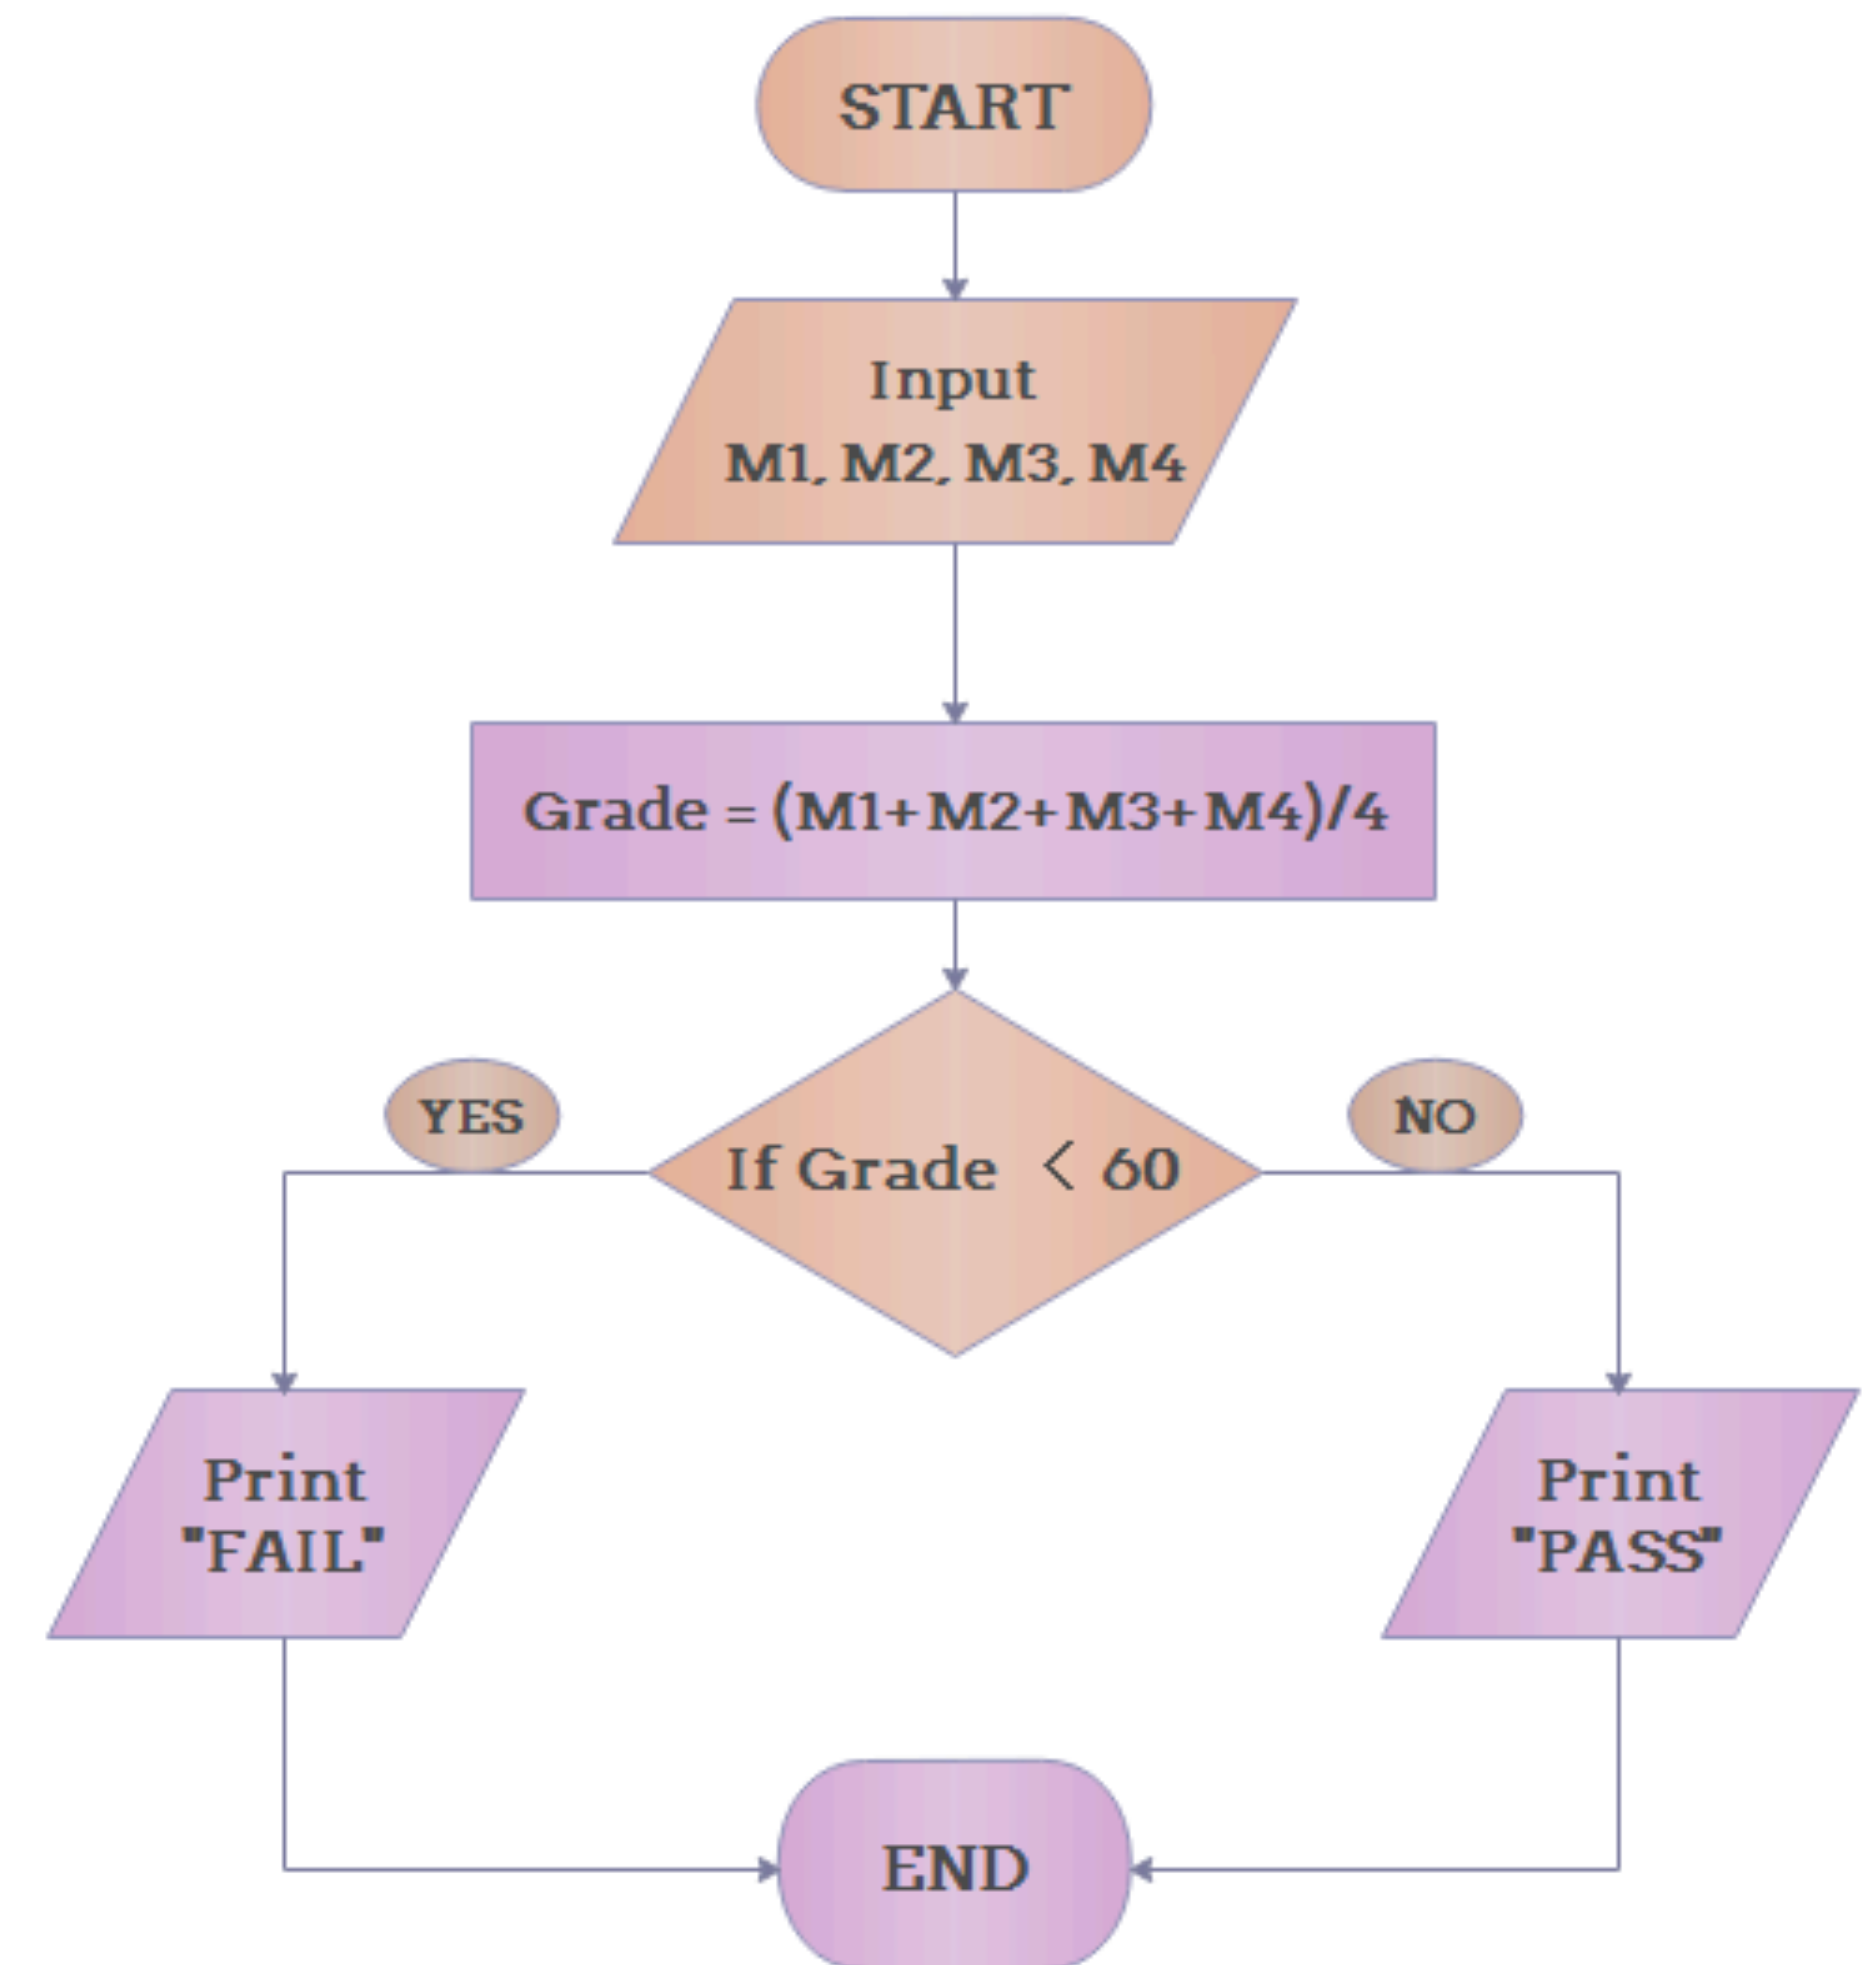 START
Input
M1, M2, M3, M4
Grade = (M1+M2+M3+M4)/4
If Grade < 60
YES
NO
Print
"FAIL"
Print
"PASS"
END